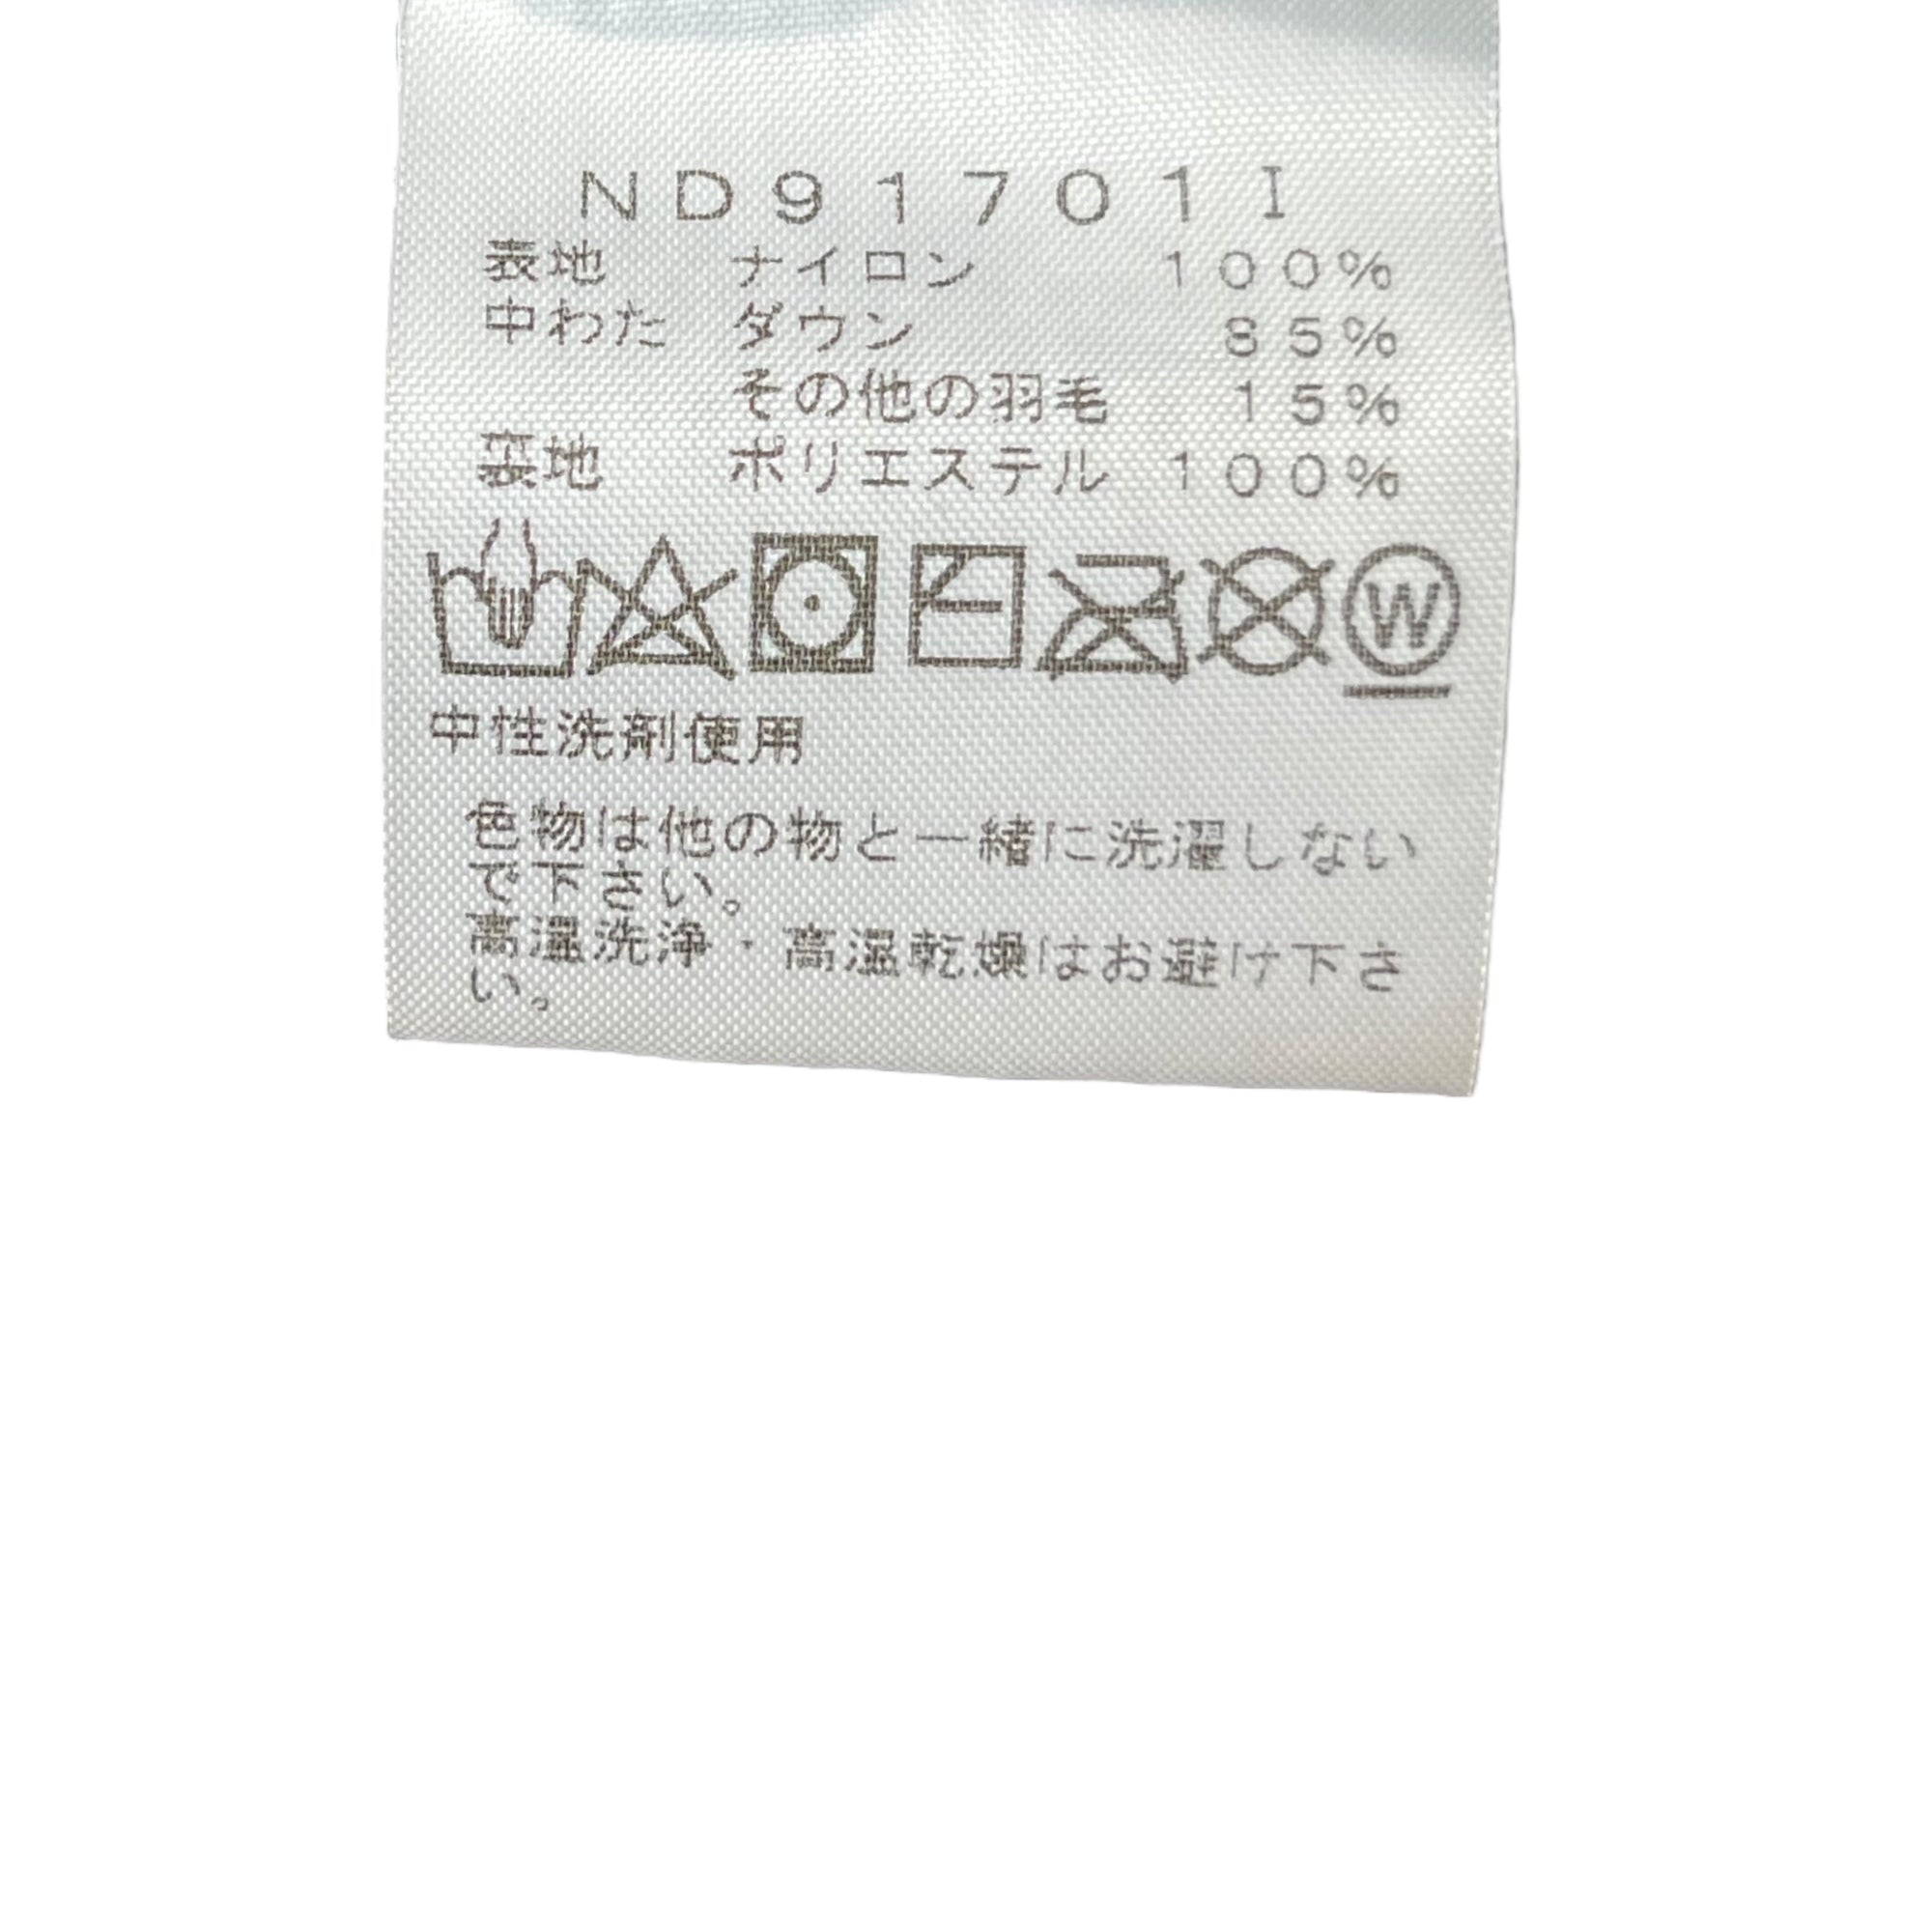 ND91701I
表地 ナイロン 100%
中わた ダウン 85%
その他の羽毛 15%
裏地 ポリエステル 100%
W
中性洗剤使用
色物は他の物と一緒に洗濯しない
で下さい。
高温洗浄・高温乾燥はお避け下さ
い。